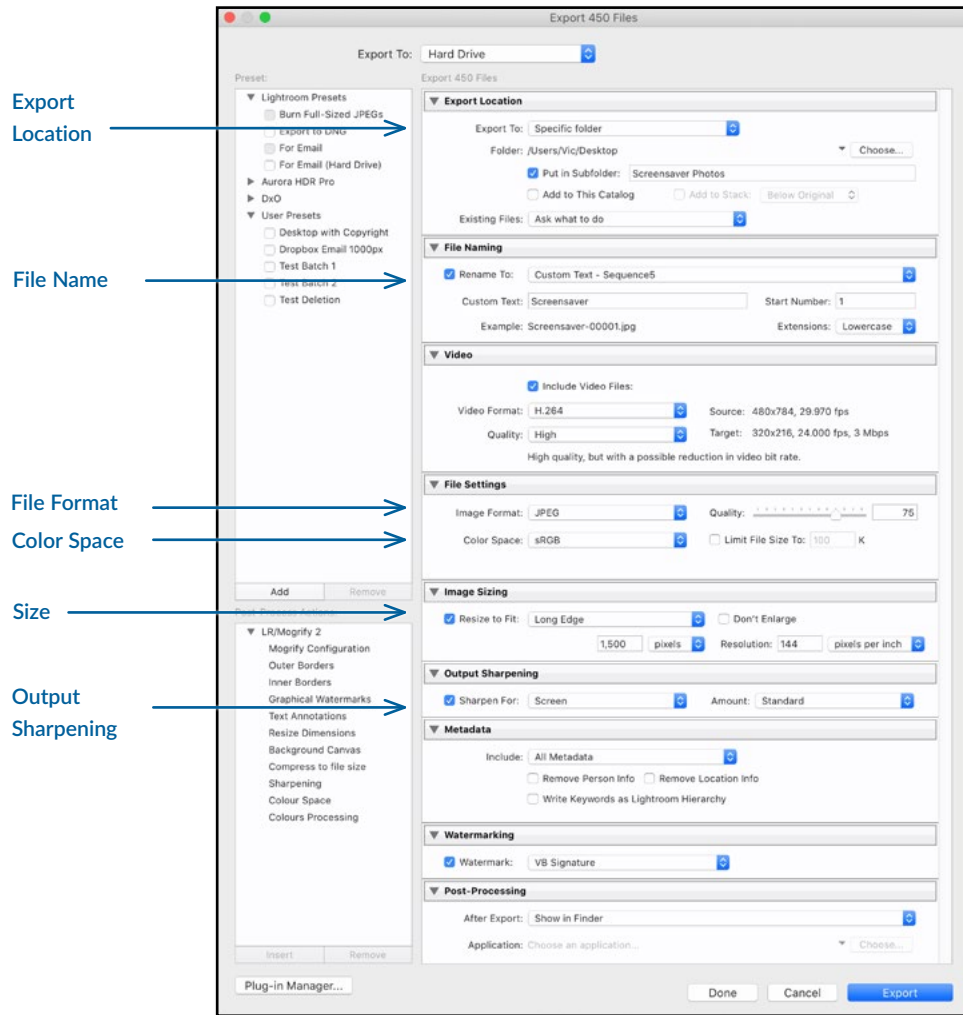 Export 450 Files
Export To: Hard Drive
Preset:
Lightroom Presets
Burn Full-Sized JPEGs
Export to DNG
For Email
For Email (Hard Drive)
Aurora HDR Pro
DxO
User Presets
Desktop with Copyright
Dropbox Email 1000px
Test Batch 1
Test Batch 2
Test Deletion
Add Remove
Post-Process Actions:
LR/Mogrify 2
Mogrify Configuration
Outer Borders
Inner Borders
Graphical Watermarks
Text Annotations
Resize Dimensions
Background Canvas
Compress to file size
Sharpening
Colour Space
Colours Processing
Insert Remove
Plug-in Manager...
Export 450 Files
Export Location
Export
Location
Export To: Specific folder
Folder: /Users/Vic/Desktop Choose...
Put in Subfolder: Screensaver Photos
Add to This Catalog Add to Stack: Below Original
Existing Files: Ask what to do
File Naming
File Name
Rename To: Custom Text - Sequence5
Custom Text: Screensaver Start Number: 1
Example: Screensaver-00001.jpg Extensions: Lowercase
Video
Include Video Files:
Video Format: H.264 Source: 480x784, 29.970 fps
Quality: High Target: 320x216, 24.000 fps, 3 Mbps
High quality, but with a possible reduction in video bit rate.
File Settings
File Format
Image Format: JPEG Quality: 75
Color Space
Color Space: sRGB Limit File Size To: 100 K
Image Sizing
Size
Resize to Fit: Long Edge Don't Enlarge
1,500 pixels Resolution: 144 pixels per inch
Output Sharpening
Output
Sharpening
Sharpen For: Screen Amount: Standard
Metadata
Include: All Metadata
Remove Person Info Remove Location Info
Write Keywords as Lightroom Hierarchy
Watermarking
Watermark: VB Signature
Post-Processing
After Export: Show in Finder
Application: Choose an application... Choose...
Done Cancel Export